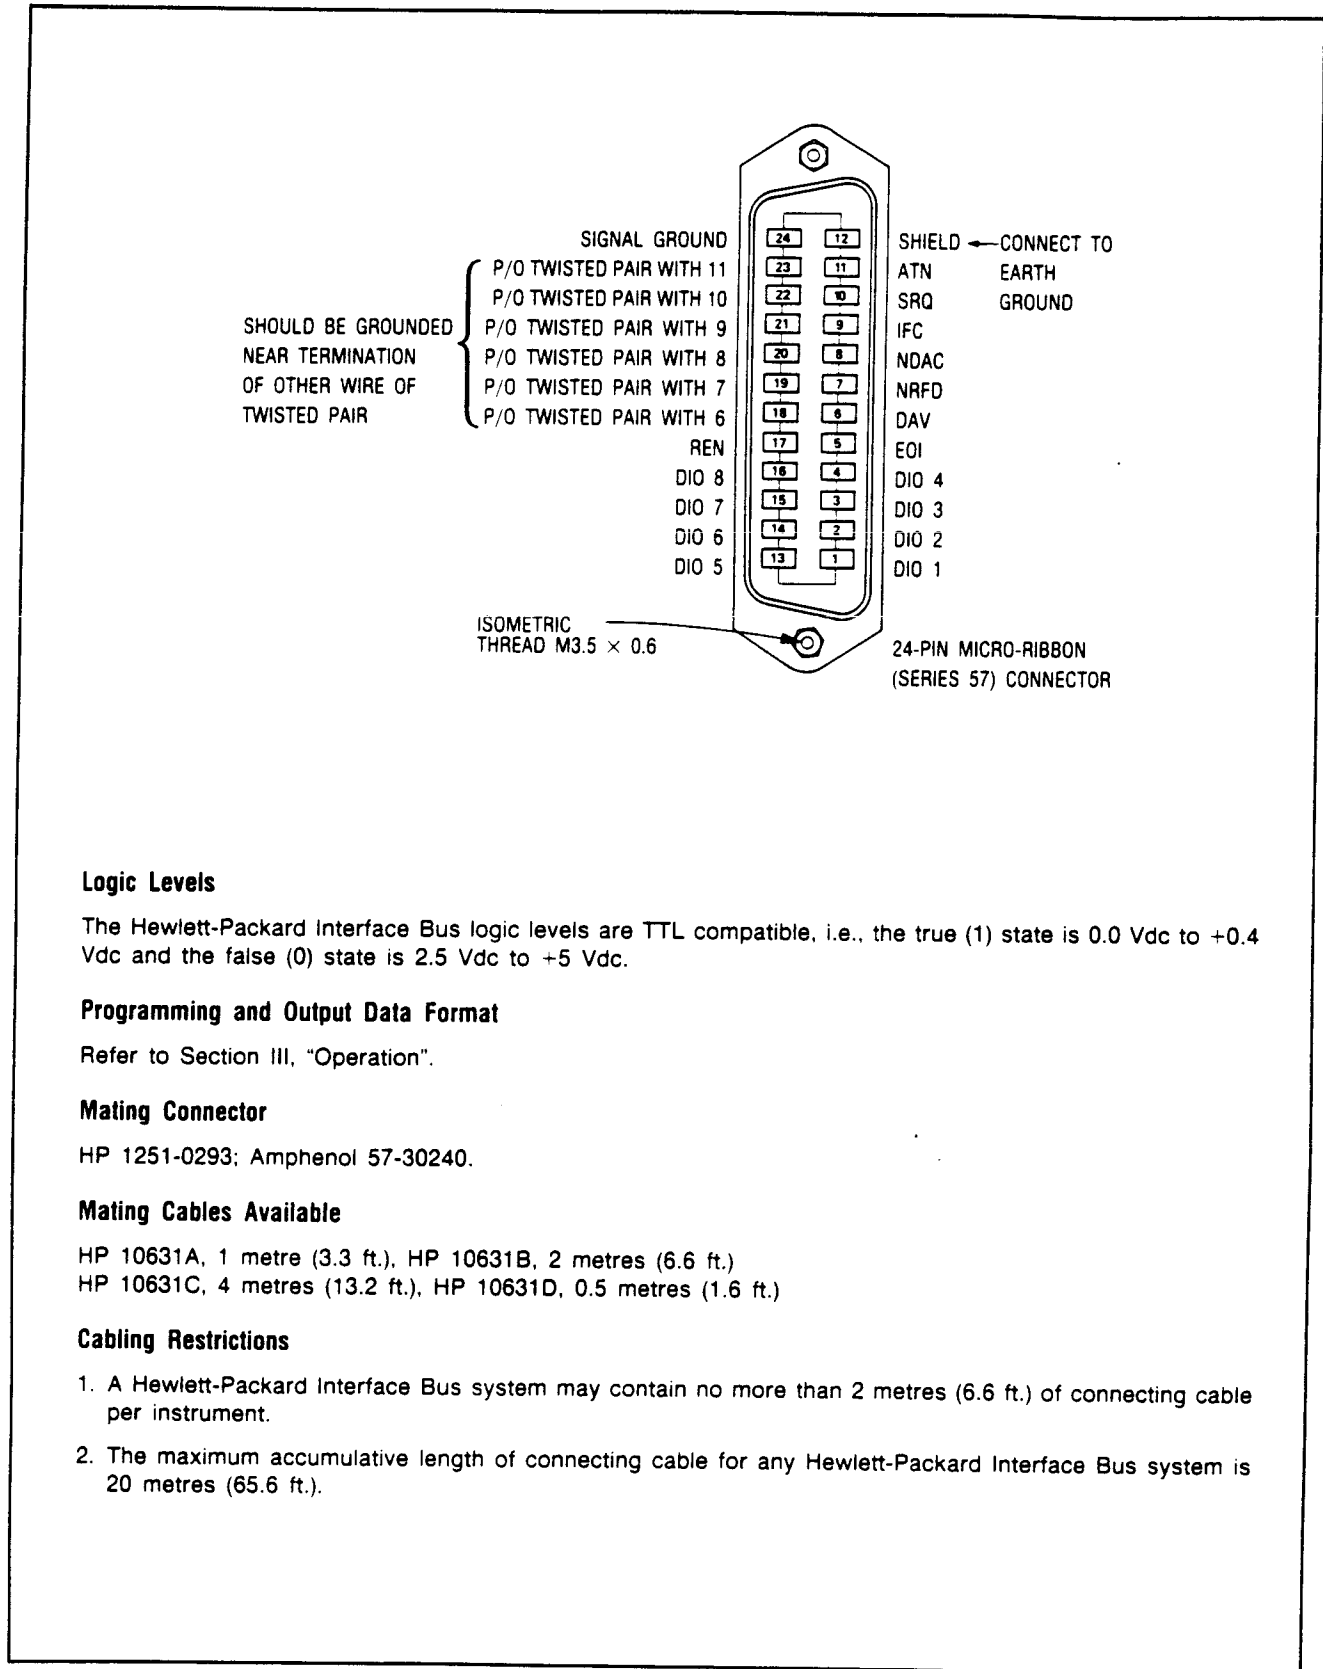 SIGNAL GROUND 24 12 SHIELD ←CONNECT TO
P/O TWISTED PAIR WITH 11 23 11 ATN EARTH
P/O TWISTED PAIR WITH 10 22 10 SRQ GROUND
SHOULD BE GROUNDED P/O TWISTED PAIR WITH 9 21 9 IFC
NEAR TERMINATION P/O TWISTED PAIR WITH 8 20 8 NDAC
OF OTHER WIRE OF P/O TWISTED PAIR WITH 7 19 7 NRFD
TWISTED PAIR P/O TWISTED PAIR WITH 6 18 6 DAV
REN 17 5 EOI
DIO 8 16 4 DIO 4
DIO 7 15 3 DIO 3
DIO 6 14 2 DIO 2
DIO 5 13 1 DIO 1
ISOMETRIC
THREAD M3.5 × 0.6
24-PIN MICRO-RIBBON
(SERIES 57) CONNECTOR
Logic Levels
The Hewlett-Packard Interface Bus logic levels are TTL compatible, i.e., the true (1) state is 0.0 Vdc to +0.4
Vdc and the false (0) state is 2.5 Vdc to +5 Vdc.
Programming and Output Data Format
Refer to Section III, “Operation”.
Mating Connector
HP 1251-0293; Amphenol 57-30240.
Mating Cables Available
HP 10631A, 1 metre (3.3 ft.), HP 10631B, 2 metres (6.6 ft.)
HP 10631C, 4 metres (13.2 ft.), HP 10631D, 0.5 metres (1.6 ft.)
Cabling Restrictions
1. A Hewlett-Packard Interface Bus system may contain no more than 2 metres (6.6 ft.) of connecting cable
per instrument.
2. The maximum accumulative length of connecting cable for any Hewlett-Packard Interface Bus system is
20 metres (65.6 ft.).